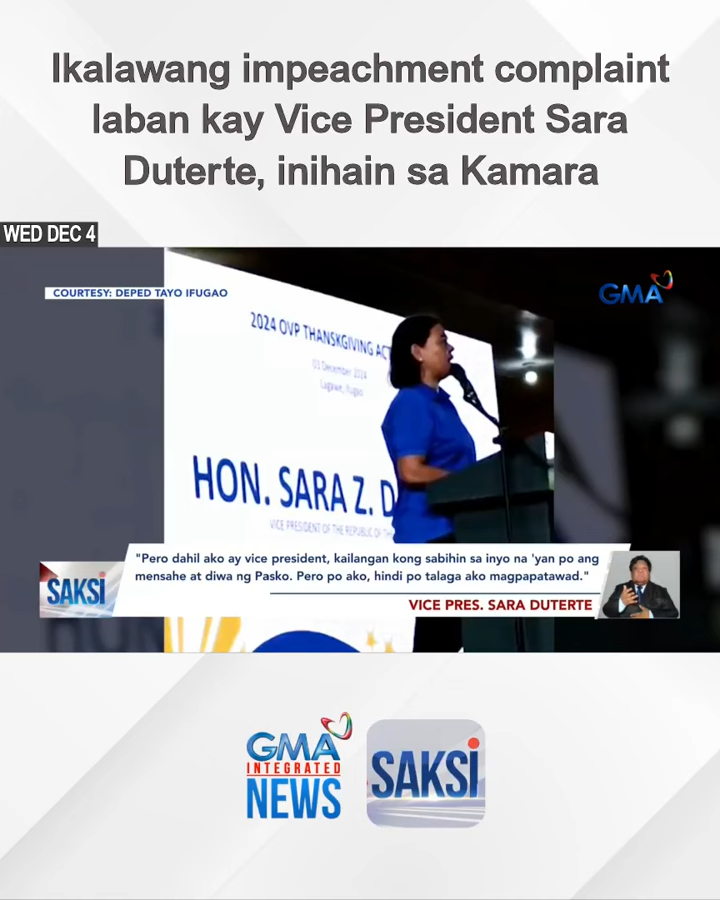 Ikalawang impeachment complaint
laban kay Vice President Sara
Duterte, inihain sa Kamara
WED DEC 4
COURTESY: DEPED TAYO IFUGAO
GMA
2024 OVP THANSKGIVING AC
03 December 2024
Lagawe, Ifugao
HON. SARA Z. D
VICE PRESIDENT OF THE REPUBLIC OF TH
"Pero dahil ako ay vice president, kailangan kong sabihin sa inyo na 'yan po ang
mensahe at diwa ng Pasko. Pero po ako, hindi po talaga ako magpapatawad."
SAKSI
VICE PRES. SARA DUTERTE
GMA
INTEGRATED
NEWS
SAKSI